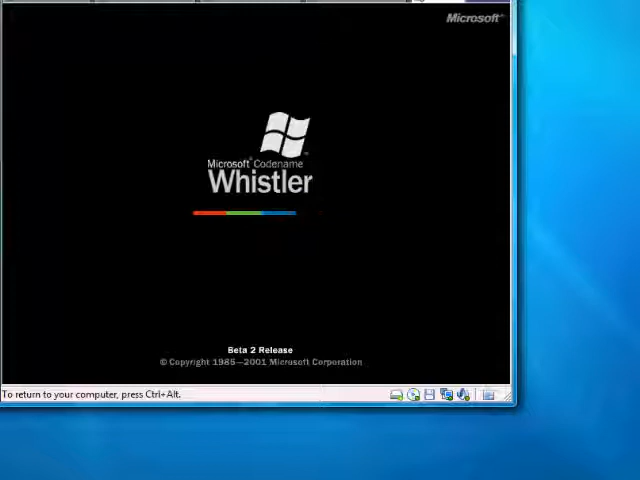 Microsoft®
Microsoft® Codename
Whistler
Beta 2 Release
© Copyright 1985–2001 Microsoft Corporation
To return to your computer, press Ctrl+Alt.